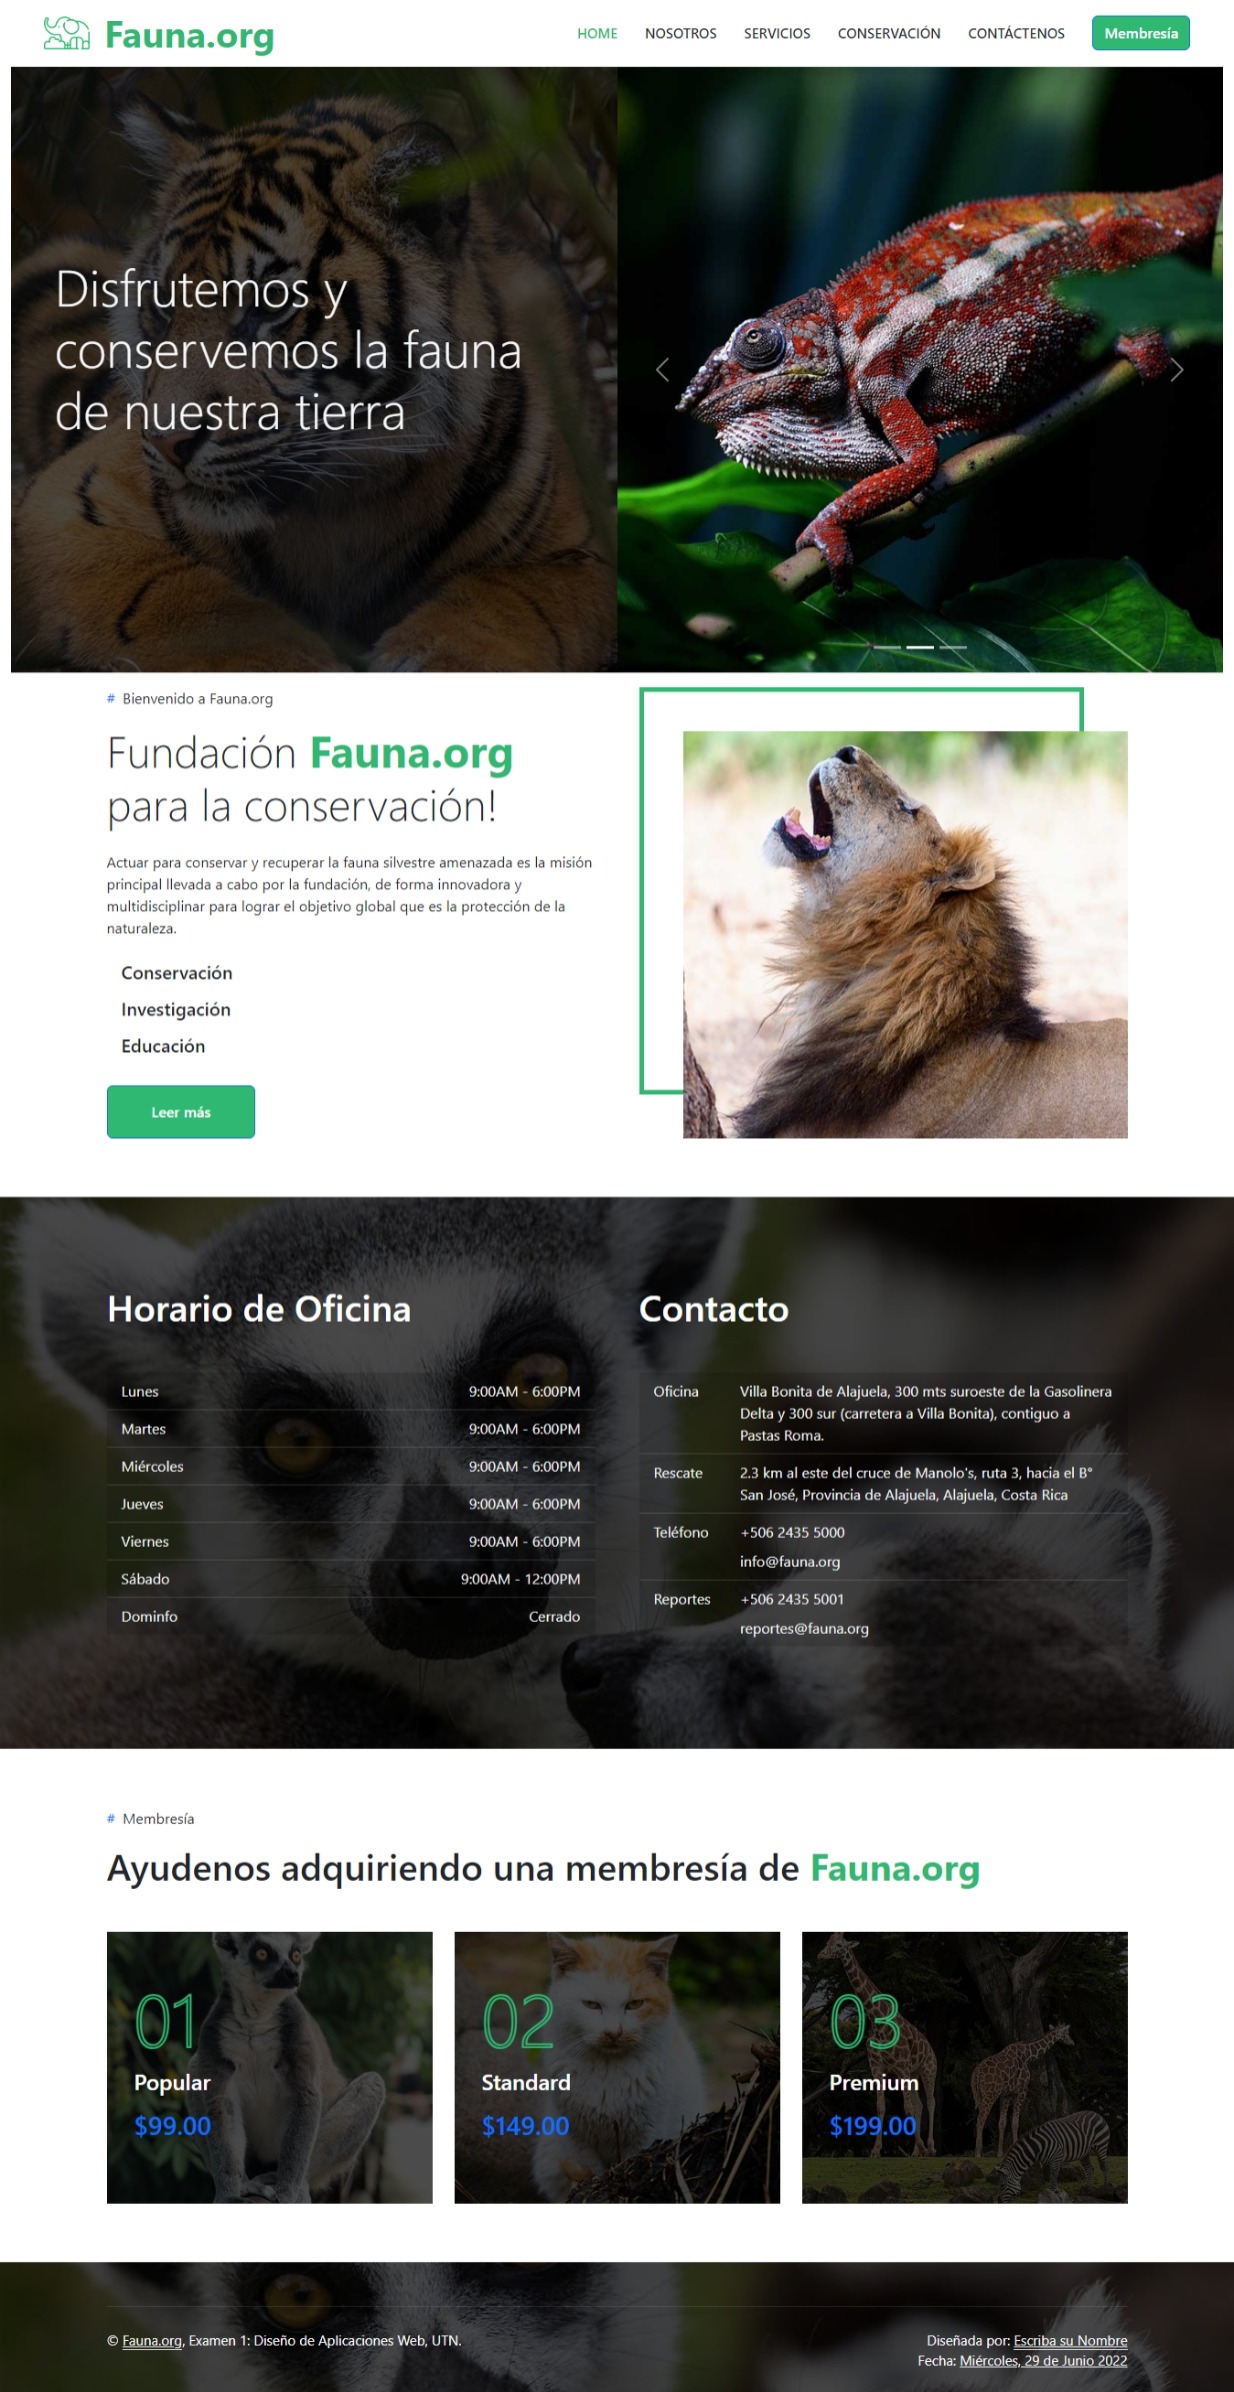 Fauna.org
HOME NOSOTROS SERVICIOS CONSERVACIÓN CONTÁCTENOS Membresía
Disfrutemos y
conservemos la fauna
de nuestra tierra
# Bienvenido a Fauna.org
Fundación Fauna.org
para la conservación!
Actuar para conservar y recuperar la fauna silvestre amenazada es la misión
principal llevada a cabo por la fundación, de forma innovadora y
multidisciplinar para lograr el objetivo global que es la protección de la
naturaleza.
Conservación
Investigación
Educación
Leer más
Horario de Oficina
Lunes 9:00AM - 6:00PM
Martes 9:00AM - 6:00PM
Miércoles 9:00AM - 6:00PM
Jueves 9:00AM - 6:00PM
Viernes 9:00AM - 6:00PM
Sábado 9:00AM - 12:00PM
Dominfo Cerrado
Contacto
Oficina Villa Bonita de Alajuela, 300 mts suroeste de la Gasolinera
Delta y 300 sur (carretera a Villa Bonita), contiguo a
Pastas Roma.
Rescate 2.3 km al este del cruce de Manolo's, ruta 3, hacia el B°
San José, Provincia de Alajuela, Alajuela, Costa Rica
Teléfono +506 2435 5000
info@fauna.org
Reportes +506 2435 5001
reportes@fauna.org
# Membresía
Ayudenos adquiriendo una membresía de Fauna.org
01
Popular
$99.00
02
Standard
$149.00
03
Premium
$199.00
© Fauna.org, Examen 1: Diseño de Aplicaciones Web, UTN.
Diseñada por: Escriba su Nombre
Fecha: Miércoles, 29 de Junio 2022